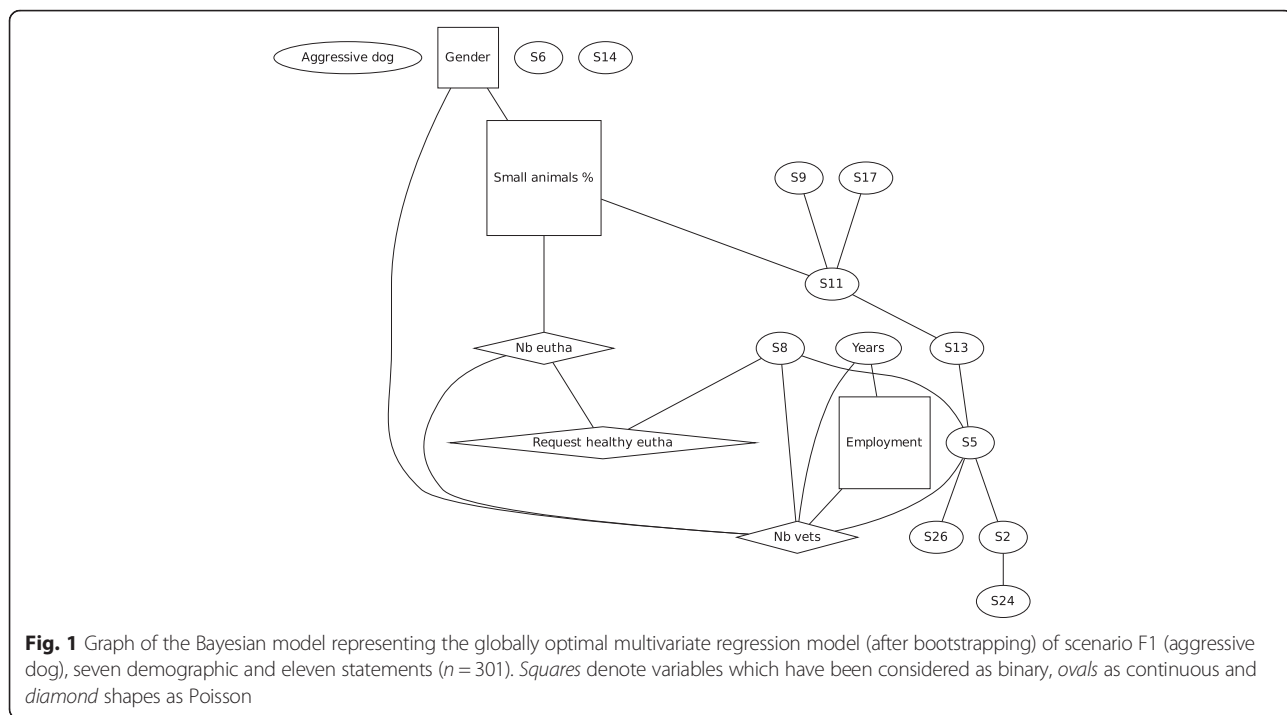 Aggressive dog
Gender
S6
S14
Small animals %
S9
S17
S11
Nb eutha
S8
Years
S13
Request healthy eutha
Employment
S5
Nb vets
S26
S2
S24
Fig. 1 Graph of the Bayesian model representing the globally optimal multivariate regression model (after bootstrapping) of scenario F1 (aggressive
dog), seven demographic and eleven statements (n = 301). Squares denote variables which have been considered as binary, ovals as continuous and
diamond shapes as Poisson